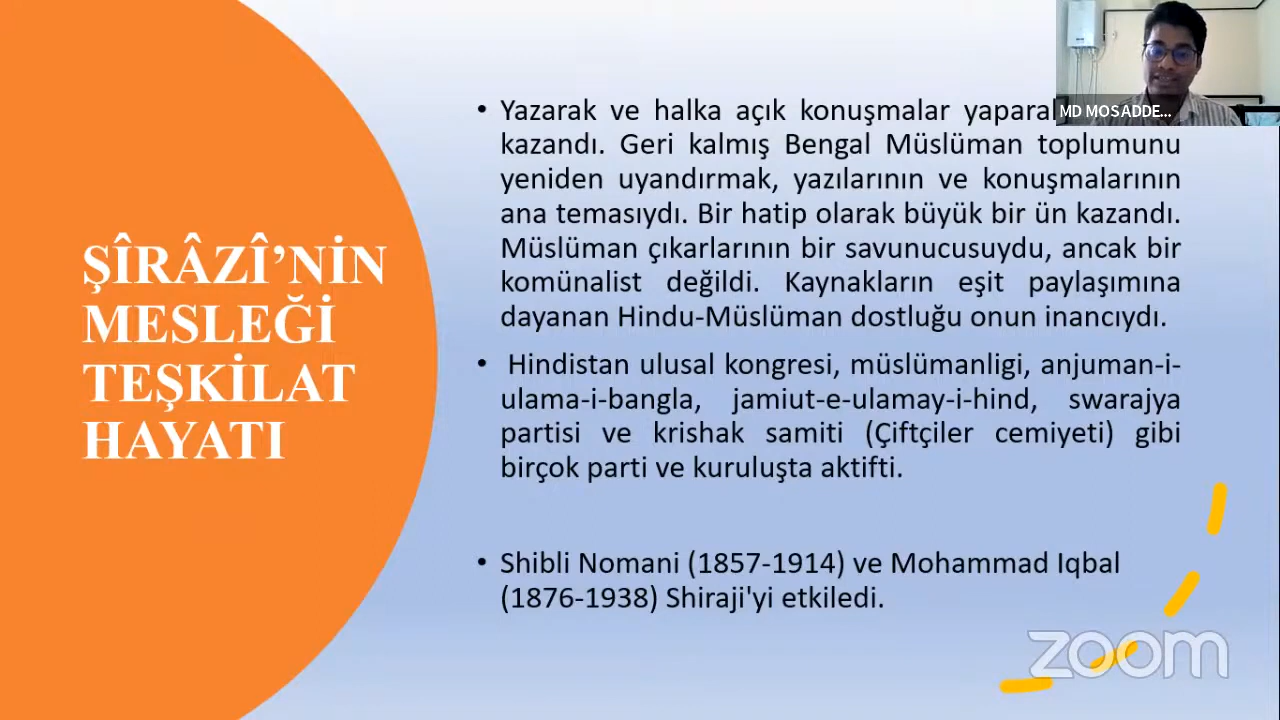 ŞÎRÂZÎ’NİN
MESLEĞİ
TEŞKİLAT
HAYATI
• Yazarak ve halka açık konuşmalar
kazandı. Geri kalmış Bengal Müslüman toplumunu
yeniden uyandırmak, yazılarının ve konuşmalarının
ana temasıydı. Bir hatip olarak büyük bir ün kazandı.
Müslüman çıkarlarının bir savunucusuydu, ancak bir
komünalist değildi. Kaynakların eşit paylaşımına
dayanan Hindu-Müslüman dostluğu onun inancıydı.
• Hindistan ulusal kongresi, müslümanligi, anjuman-i-
ulama-i-bangla, jamiut-e-ulamay-i-hind, swarajya
partisi ve krishak samiti (Çiftçiler cemiyeti) gibi
birçok parti ve kuruluşta aktifti.
• Shibli Nomani (1857-1914) ve Mohammad Iqbal
(1876-1938) Shiraji'yi etkiledi.
MD MOSADDE...
zoom